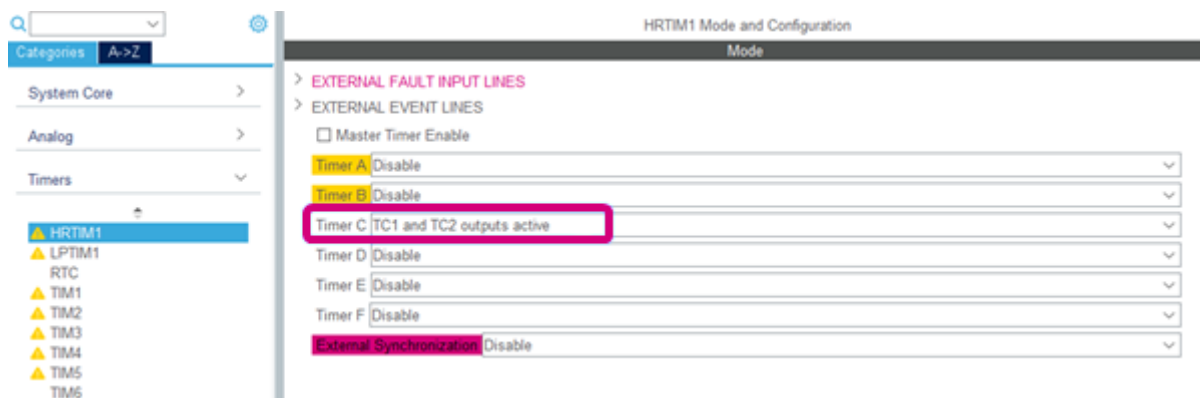 HRTIM1 Mode and Configuration
Categories A->Z
Mode
System Core
Analog
Timers
HRTIM1
LPTIM1
RTC
TIM1
TIM2
TIM3
TIM4
TIM5
TIM6
EXTERNAL FAULT INPUT LINES
EXTERNAL EVENT LINES
Master Timer Enable
Timer A Disable
Timer B Disable
Timer C TC1 and TC2 outputs active
Timer D Disable
Timer E Disable
Timer F Disable
External Synchronization Disable